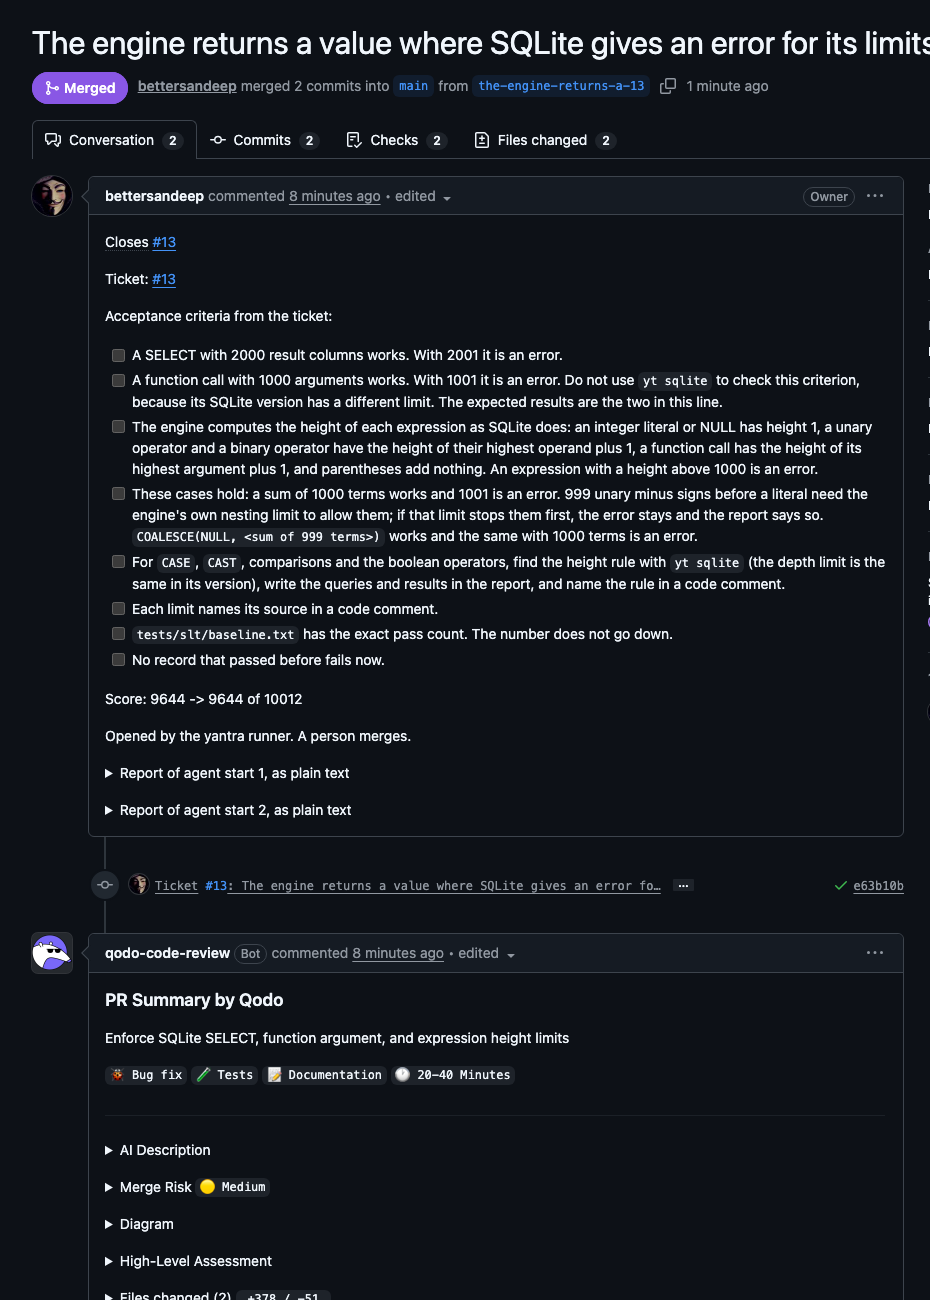 The engine returns a value where SQLite gives an error for its limits
Merged
bettersandeep merged 2 commits into main from the-engine-returns-a-13 1 minute ago
Conversation 2 Commits 2 Checks 2 Files changed 2
bettersandeep commented 8 minutes ago • edited
Owner
Closes #13
Ticket: #13
Acceptance criteria from the ticket:
A SELECT with 2000 result columns works. With 2001 it is an error.
A function call with 1000 arguments works. With 1001 it is an error. Do not use yt sqlite to check this criterion,
because its SQLite version has a different limit. The expected results are the two in this line.
The engine computes the height of each expression as SQLite does: an integer literal or NULL has height 1, a unary
operator and a binary operator have the height of their highest operand plus 1, a function call has the height of its
highest argument plus 1, and parentheses add nothing. An expression with a height above 1000 is an error.
These cases hold: a sum of 1000 terms works and 1001 is an error. 999 unary minus signs before a literal need the
engine's own nesting limit to allow them; if that limit stops them first, the error stays and the report says so.
COALESCE(NULL, <sum of 999 terms>) works and the same with 1000 terms is an error.
For CASE, CAST, comparisons and the boolean operators, find the height rule with yt sqlite (the depth limit is the
same in its version), write the queries and results in the report, and name the rule in a code comment.
Each limit names its source in a code comment.
tests/slt/baseline.txt has the exact pass count. The number does not go down.
No record that passed before fails now.
Score: 9644 -> 9644 of 10012
Opened by the yantra runner. A person merges.
Report of agent start 1, as plain text
Report of agent start 2, as plain text
Ticket #13: The engine returns a value where SQLite gives an error fo… … e63b10b
qodo-code-review Bot commented 8 minutes ago • edited
PR Summary by Qodo
Enforce SQLite SELECT, function argument, and expression height limits
Bug fix Tests Documentation 20–40 Minutes
AI Description
Merge Risk Medium
Diagram
High-Level Assessment
Files changed (2) +378 / -51